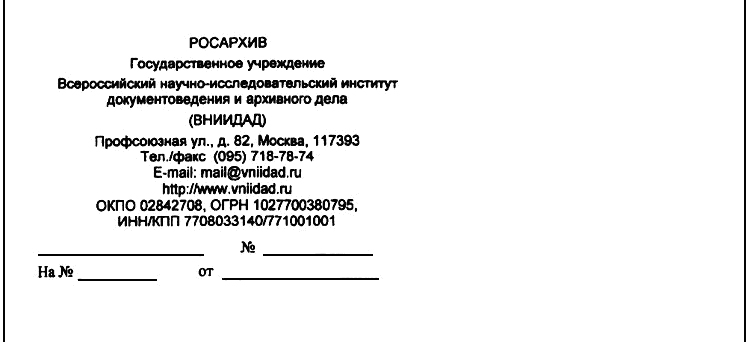 РОСАРХИВ
Государственное учреждение
Всероссийский научно-исследовательский институт
документоведения и архивного дела
(ВНИИДАД)
Профсоюзная ул., д. 82, Москва, 117393
Тел./факс (095) 718-78-74
E-mail: mail@vniidad.ru
http://www.vniidad.ru
ОКПО 02842708, ОГРН 1027700380795,
ИНН/КПП 7708033140/771001001
_______________ № __________
На № _______ от ______________